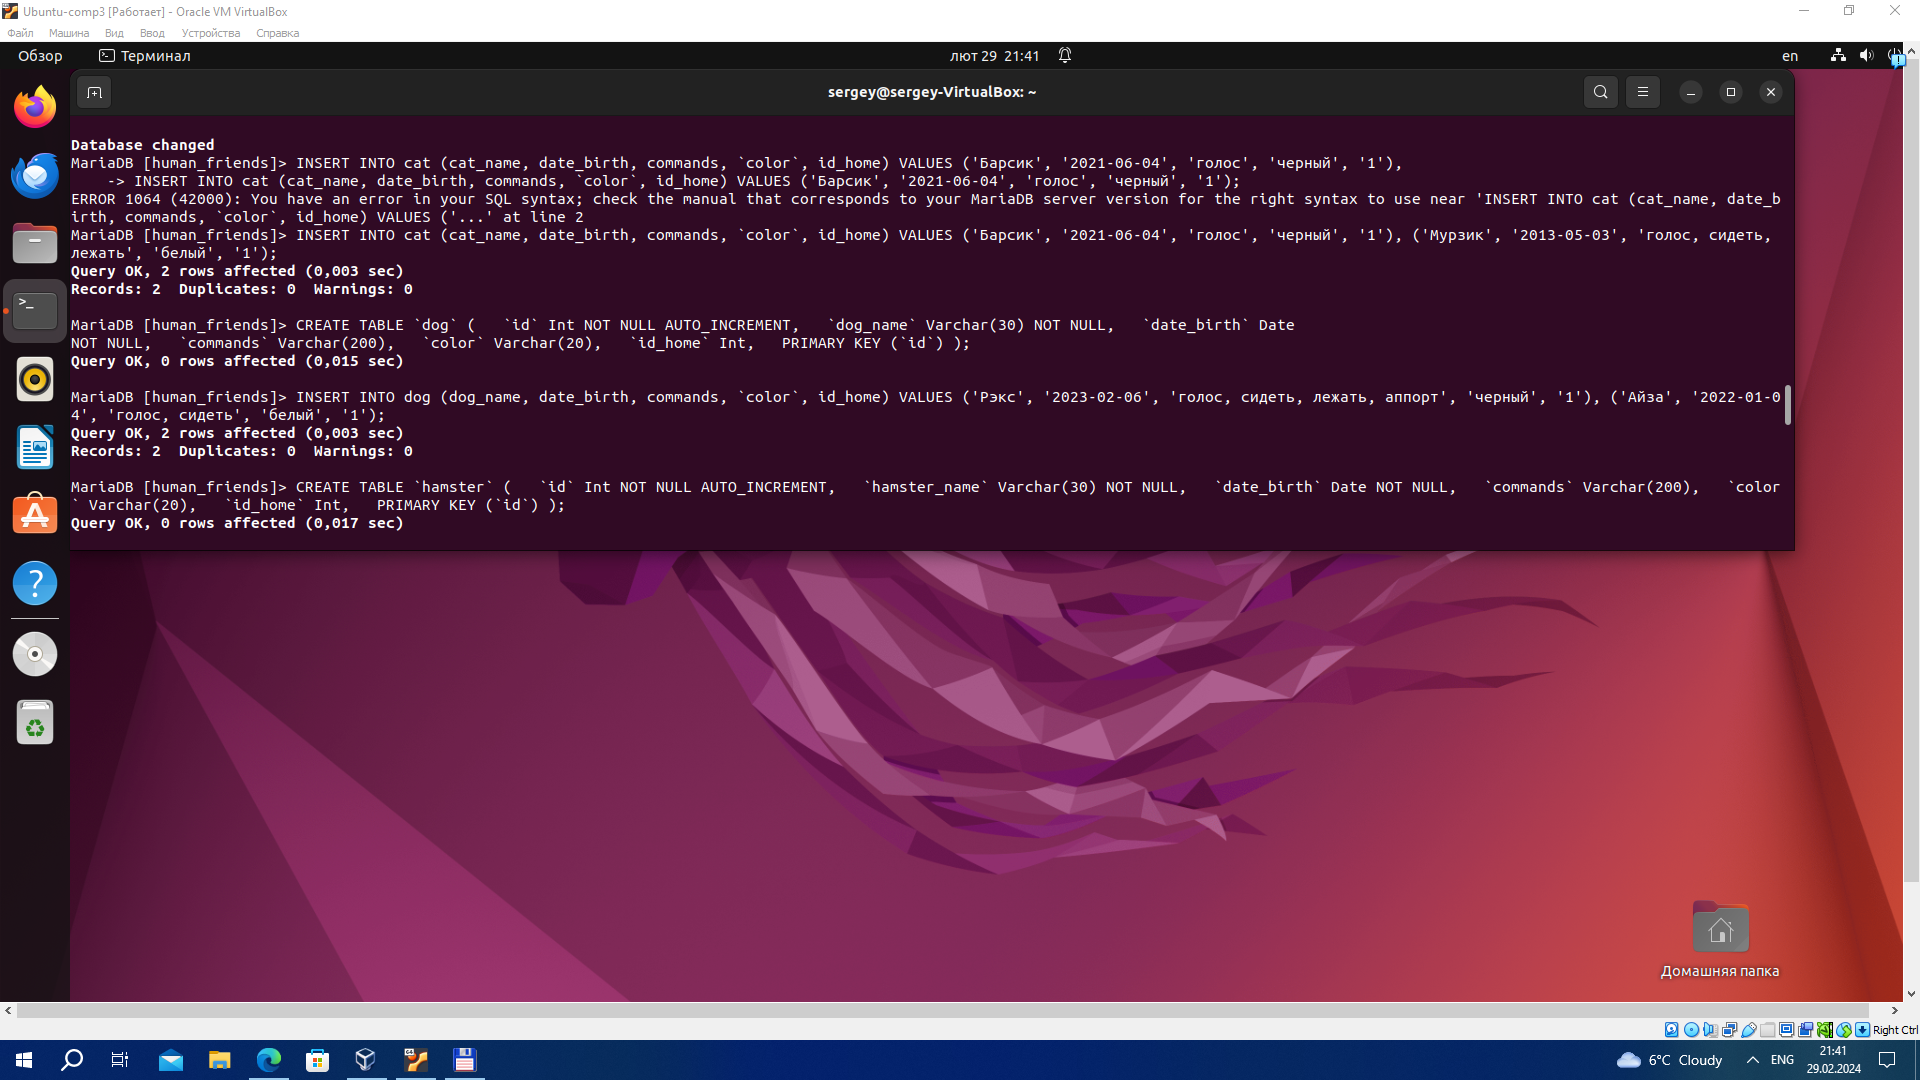 Ubuntu-comp3 [Работает] - Oracle VM VirtualBox
Файл Машина Вид Ввод Устройства Справка
Обзор Терминал лют 29 21:41 en
sergey@sergey-VirtualBox: ~
Database changed
MariaDB [human_friends]> INSERT INTO cat (cat_name, date_birth, commands, `color`, id_home) VALUES ('Барсик', '2021-06-04', 'голос', 'черный', '1'),
-> INSERT INTO cat (cat_name, date_birth, commands, `color`, id_home) VALUES ('Барсик', '2021-06-04', 'голос', 'черный', '1');
ERROR 1064 (42000): You have an error in your SQL syntax; check the manual that corresponds to your MariaDB server version for the right syntax to use near 'INSERT INTO cat (cat_name, date_b
irth, commands, `color`, id_home) VALUES ('...' at line 2
MariaDB [human_friends]> INSERT INTO cat (cat_name, date_birth, commands, `color`, id_home) VALUES ('Барсик', '2021-06-04', 'голос', 'черный', '1'), ('Мурзик', '2013-05-03', 'голос, сидеть,
лежать', 'белый', '1');
Query OK, 2 rows affected (0,003 sec)
Records: 2  Duplicates: 0  Warnings: 0
MariaDB [human_friends]> CREATE TABLE `dog` (   `id` Int NOT NULL AUTO_INCREMENT,   `dog_name` Varchar(30) NOT NULL,   `date_birth` Date
NOT NULL,   `commands` Varchar(200),   `color` Varchar(20),   `id_home` Int,   PRIMARY KEY (`id`) );
Query OK, 0 rows affected (0,015 sec)
MariaDB [human_friends]> INSERT INTO dog (dog_name, date_birth, commands, `color`, id_home) VALUES ('Рэкс', '2023-02-06', 'голос, сидеть, лежать, аппорт', 'черный', '1'), ('Айза', '2022-01-0
4', 'голос, сидеть', 'белый', '1');
Query OK, 2 rows affected (0,003 sec)
Records: 2  Duplicates: 0  Warnings: 0
MariaDB [human_friends]> CREATE TABLE `hamster` (   `id` Int NOT NULL AUTO_INCREMENT,   `hamster_name` Varchar(30) NOT NULL,   `date_birth` Date NOT NULL,   `commands` Varchar(200),   `color
` Varchar(20),   `id_home` Int,   PRIMARY KEY (`id`) );
Query OK, 0 rows affected (0,017 sec)
Домашняя папка
Right Ctrl
6°C Cloudy ENG 21:41
29.02.2024